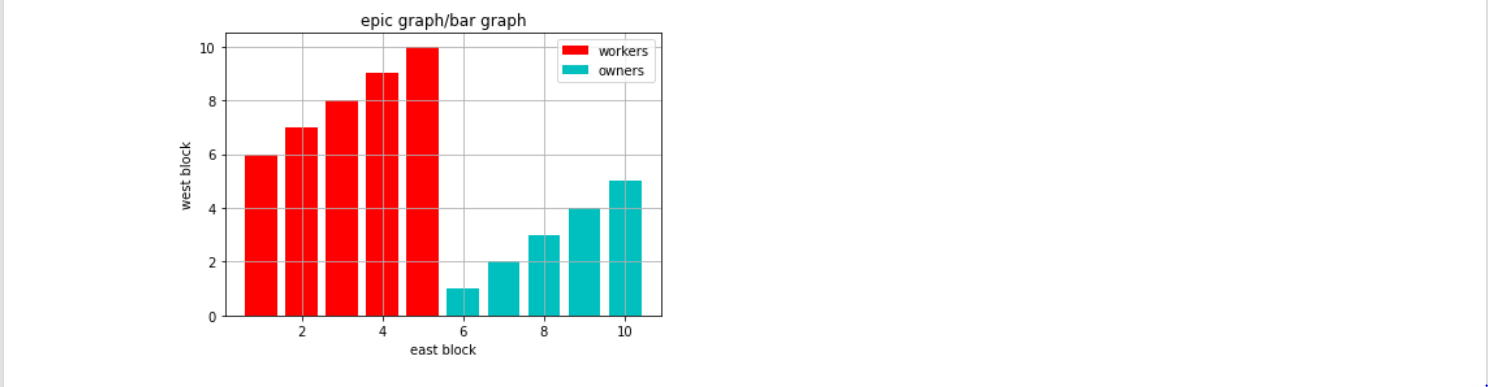 epic graph/bar graph
workers
owners
10
8
6
4
2
0
west block
2 4 6 8 10
east block